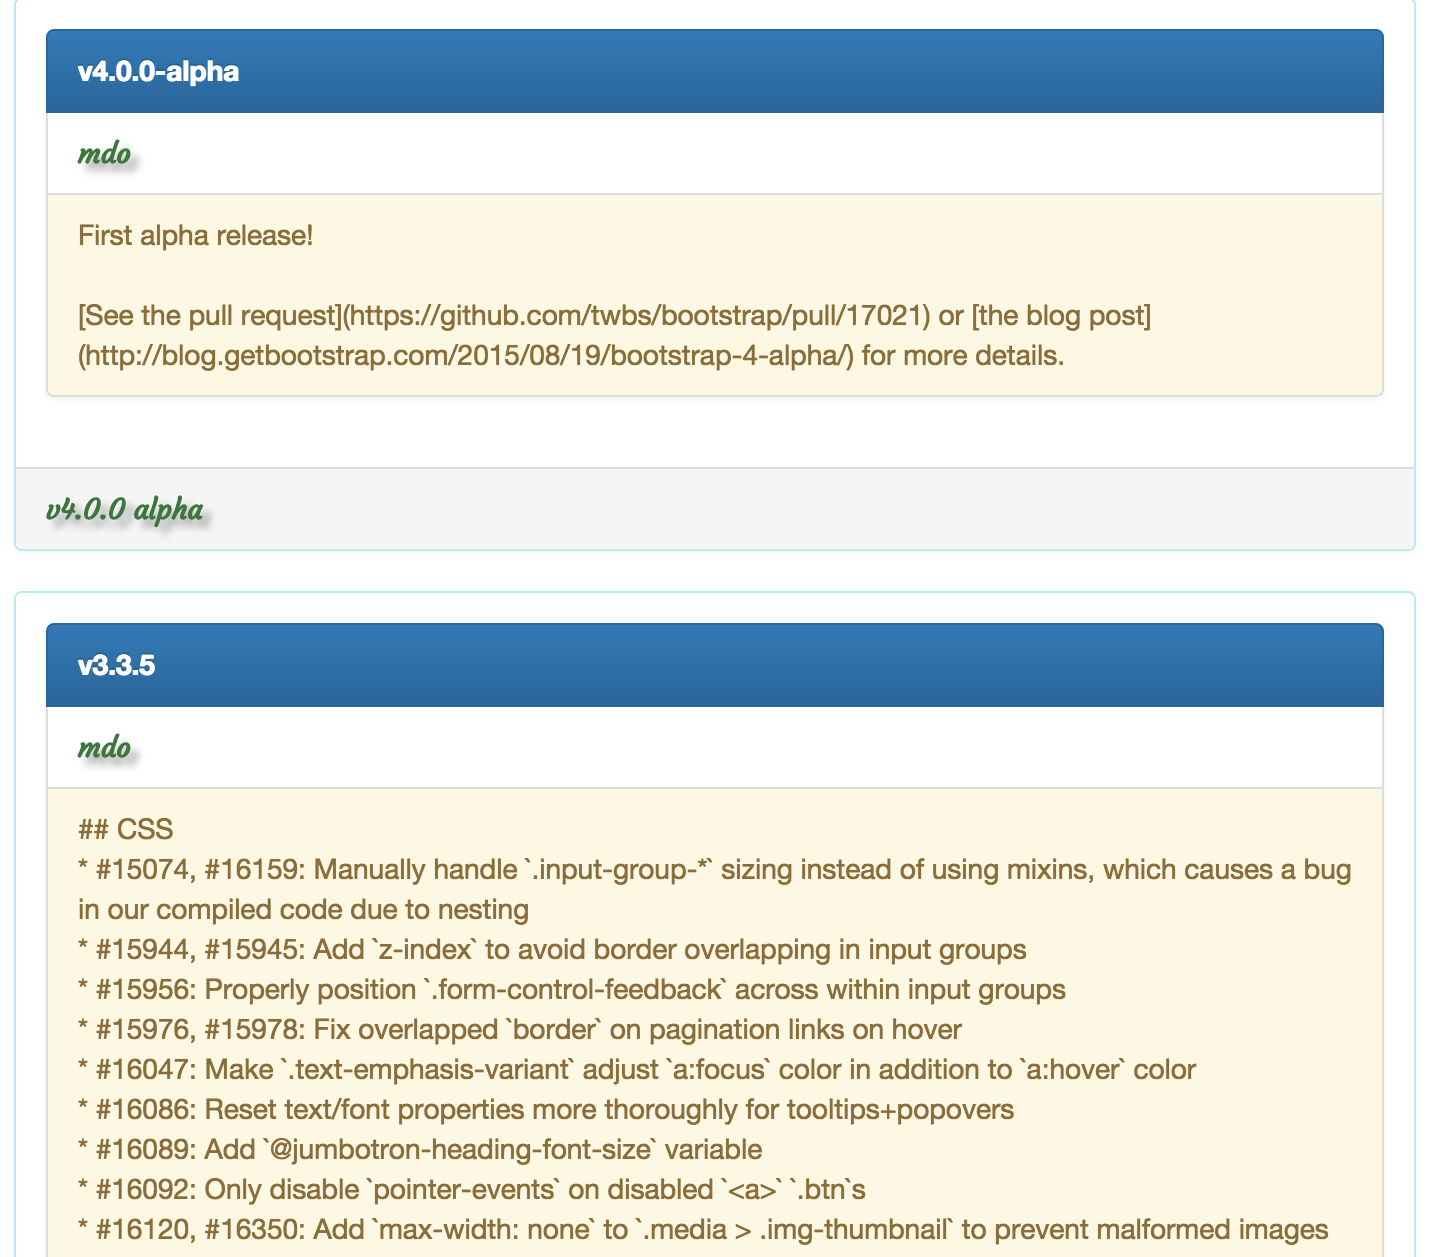 v4.0.0-alpha
mdo
First alpha release!
[See the pull request](https://github.com/twbs/bootstrap/pull/17021) or [the blog post]
(http://blog.getbootstrap.com/2015/08/19/bootstrap-4-alpha/) for more details.
v4.0.0 alpha
v3.3.5
mdo
## CSS
* #15074, #16159: Manually handle `.input-group-*` sizing instead of using mixins, which causes a bug
in our compiled code due to nesting
* #15944, #15945: Add `z-index` to avoid border overlapping in input groups
* #15956: Properly position `.form-control-feedback` across within input groups
* #15976, #15978: Fix overlapped `border` on pagination links on hover
* #16047: Make `.text-emphasis-variant` adjust `a:focus` color in addition to `a:hover` color
* #16086: Reset text/font properties more thoroughly for tooltips+popovers
* #16089: Add `@jumbotron-heading-font-size` variable
* #16092: Only disable `pointer-events` on disabled `<a>` `.btn`s
* #16120, #16350: Add `max-width: none` to `.media > .img-thumbnail` to prevent malformed images